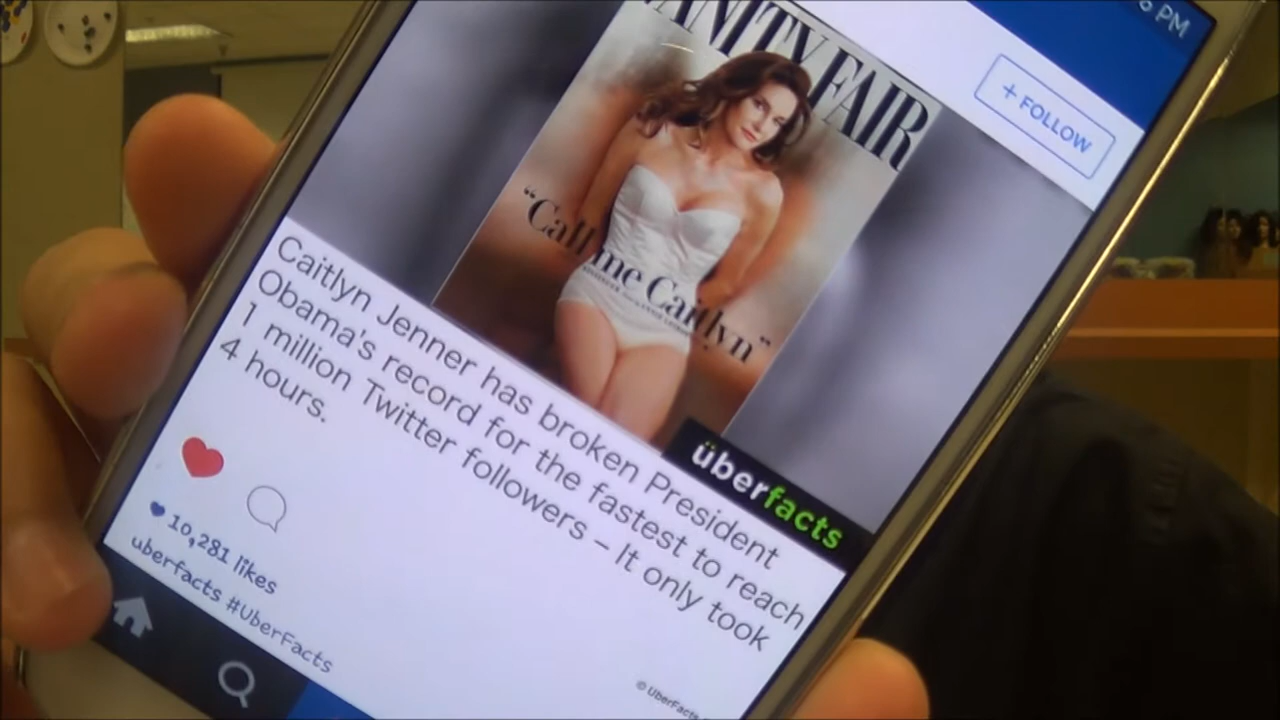 PM
+ FOLLOW
VANITY FAIR
"Call me Caitlyn"
überfacts
Caitlyn Jenner has broken President
Obama's record for the fastest to reach
1 million Twitter followers – It only took
4 hours.
10,281 likes
uberfacts #UberFacts
© UberFacts